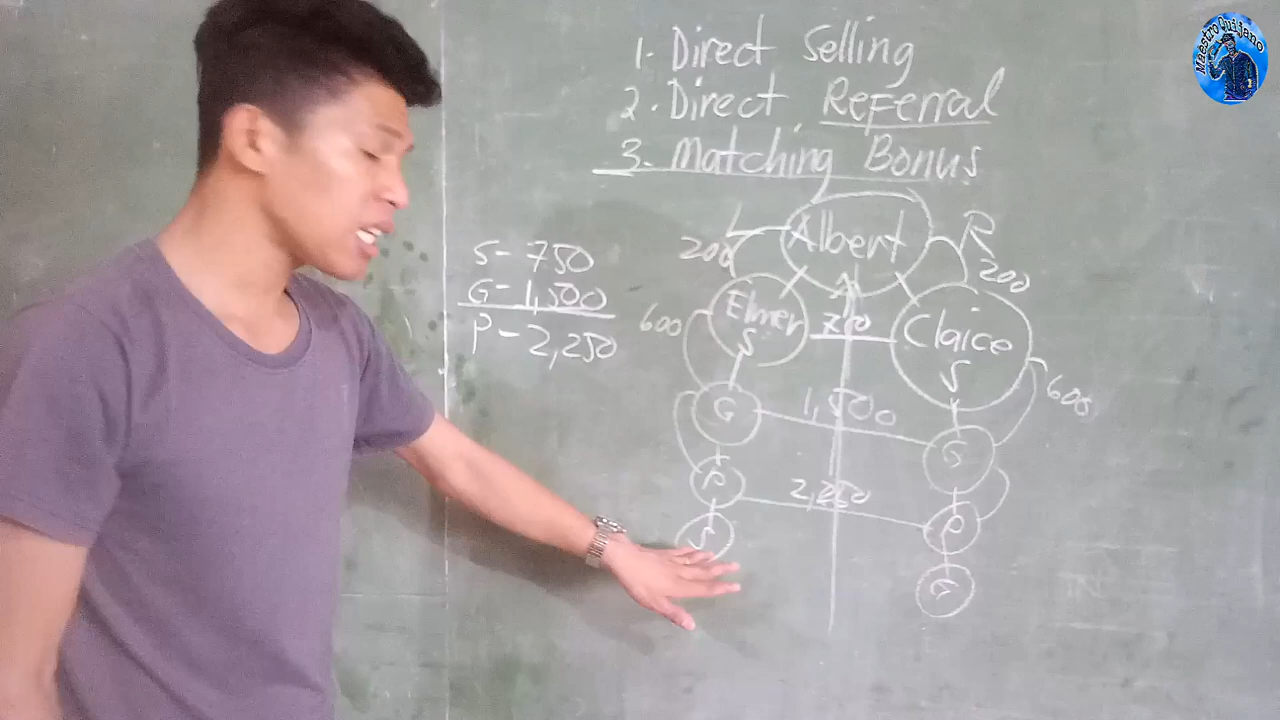 1. Direct Selling
2. Direct Referral
3. Matching Bonus
Maestro Quijano
S- 750
G- 1,500
P- 2,250
L Albert R
200
200
Elmer
S
750
Claice
S
600
600
G
1,500
G
P
2,250
P
S